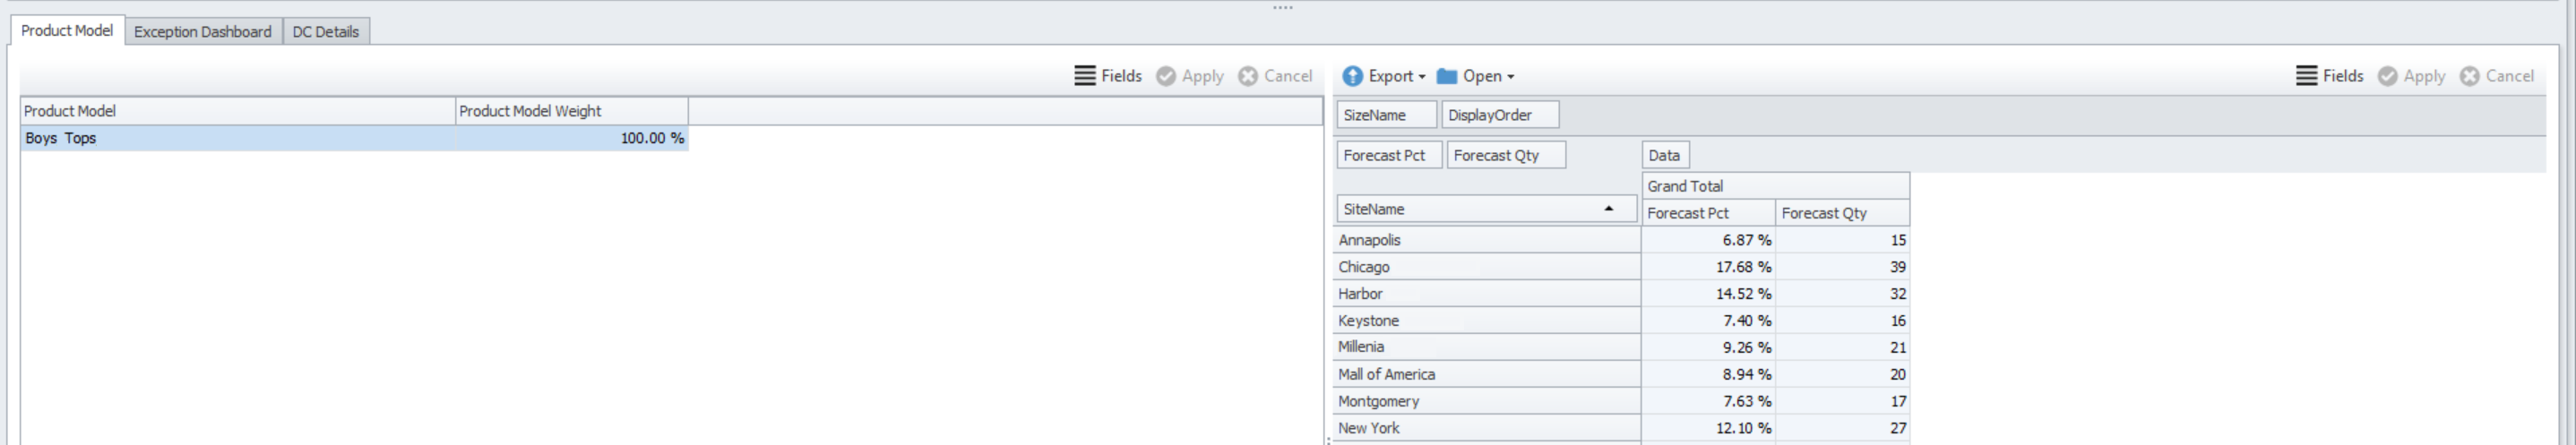 Product Model Exception Dashboard DC Details
Fields Apply Cancel
Product Model Product Model Weight
Boys Tops 100.00 %
Export Open Fields Apply Cancel
SizeName DisplayOrder
Forecast Pct Forecast Qty Data
Grand Total
SiteName Forecast Pct Forecast Qty
Annapolis 6.87 % 15
Chicago 17.68 % 39
Harbor 14.52 % 32
Keystone 7.40 % 16
Millenia 9.26 % 21
Mall of America 8.94 % 20
Montgomery 7.63 % 17
New York 12.10 % 27